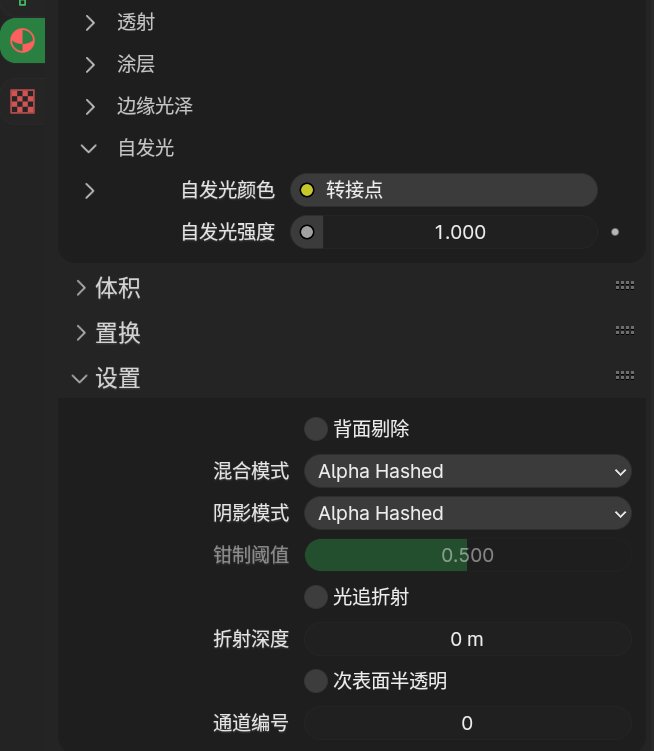 透射
涂层
边缘光泽
自发光
自发光颜色 转接点
自发光强度 1.000
体积
置换
设置
背面剔除
混合模式 Alpha Hashed
阴影模式 Alpha Hashed
钳制阈值 0.500
光追折射
折射深度 0 m
次表面半透明
通道编号 0